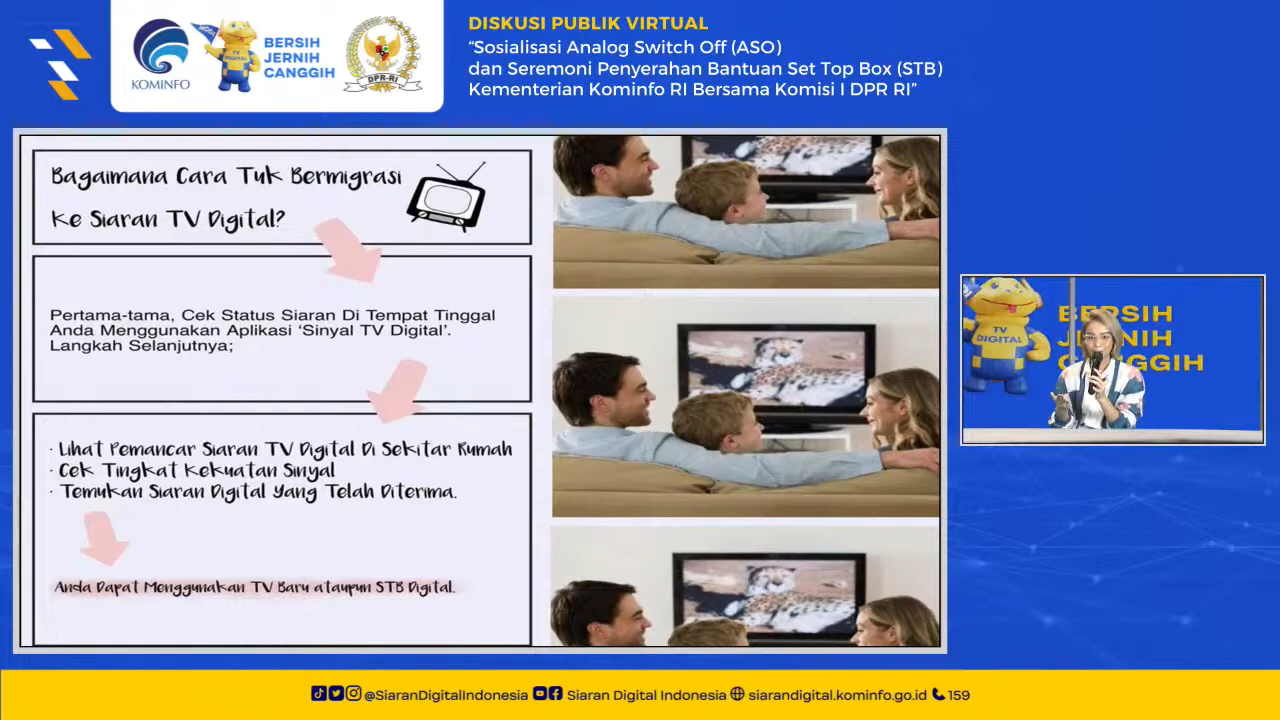 DISKUSI PUBLIK VIRTUAL
“Sosialisasi Analog Switch Off (ASO)
dan Seremoni Penyerahan Bantuan Set Top Box (STB)
Kementerian Kominfo RI Bersama Komisi I DPR RI”
KOMINFO
TV DIGITAL
BERSIH
JERNIH
CANGGIH
DPR-RI
Bagaimana Cara Tuk Bermigrasi
Ke Siaran TV Digital?
Pertama-tama, Cek Status Siaran Di Tempat Tinggal
Anda Menggunakan Aplikasi ‘Sinyal TV Digital’.
Langkah Selanjutnya;
· Lihat Pemancar Siaran TV Digital Di Sekitar Rumah
· Cek Tingkat Kekuatan Sinyal
· Temukan Siaran Digital Yang Telah Diterima.
Anda Dapat Menggunakan TV Baru ataupun STB Digital.
TV
DIGITAL
BERSIH
JERNIH
CANGGIH
@SiaranDigitalIndonesia Siaran Digital Indonesia siarandigital.kominfo.go.id 159